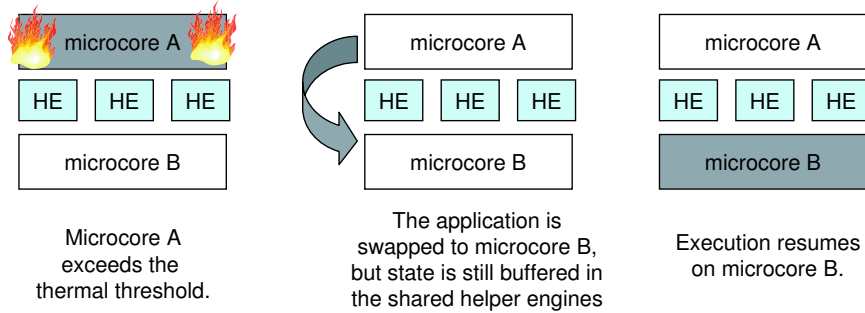 microcore A
HE HE HE
microcore B
Microcore A
exceeds the
thermal threshold.
microcore A
HE HE HE
microcore B
The application is
swapped to microcore B,
but state is still buffered in
the shared helper engines
microcore A
HE HE HE
microcore B
Execution resumes
on microcore B.